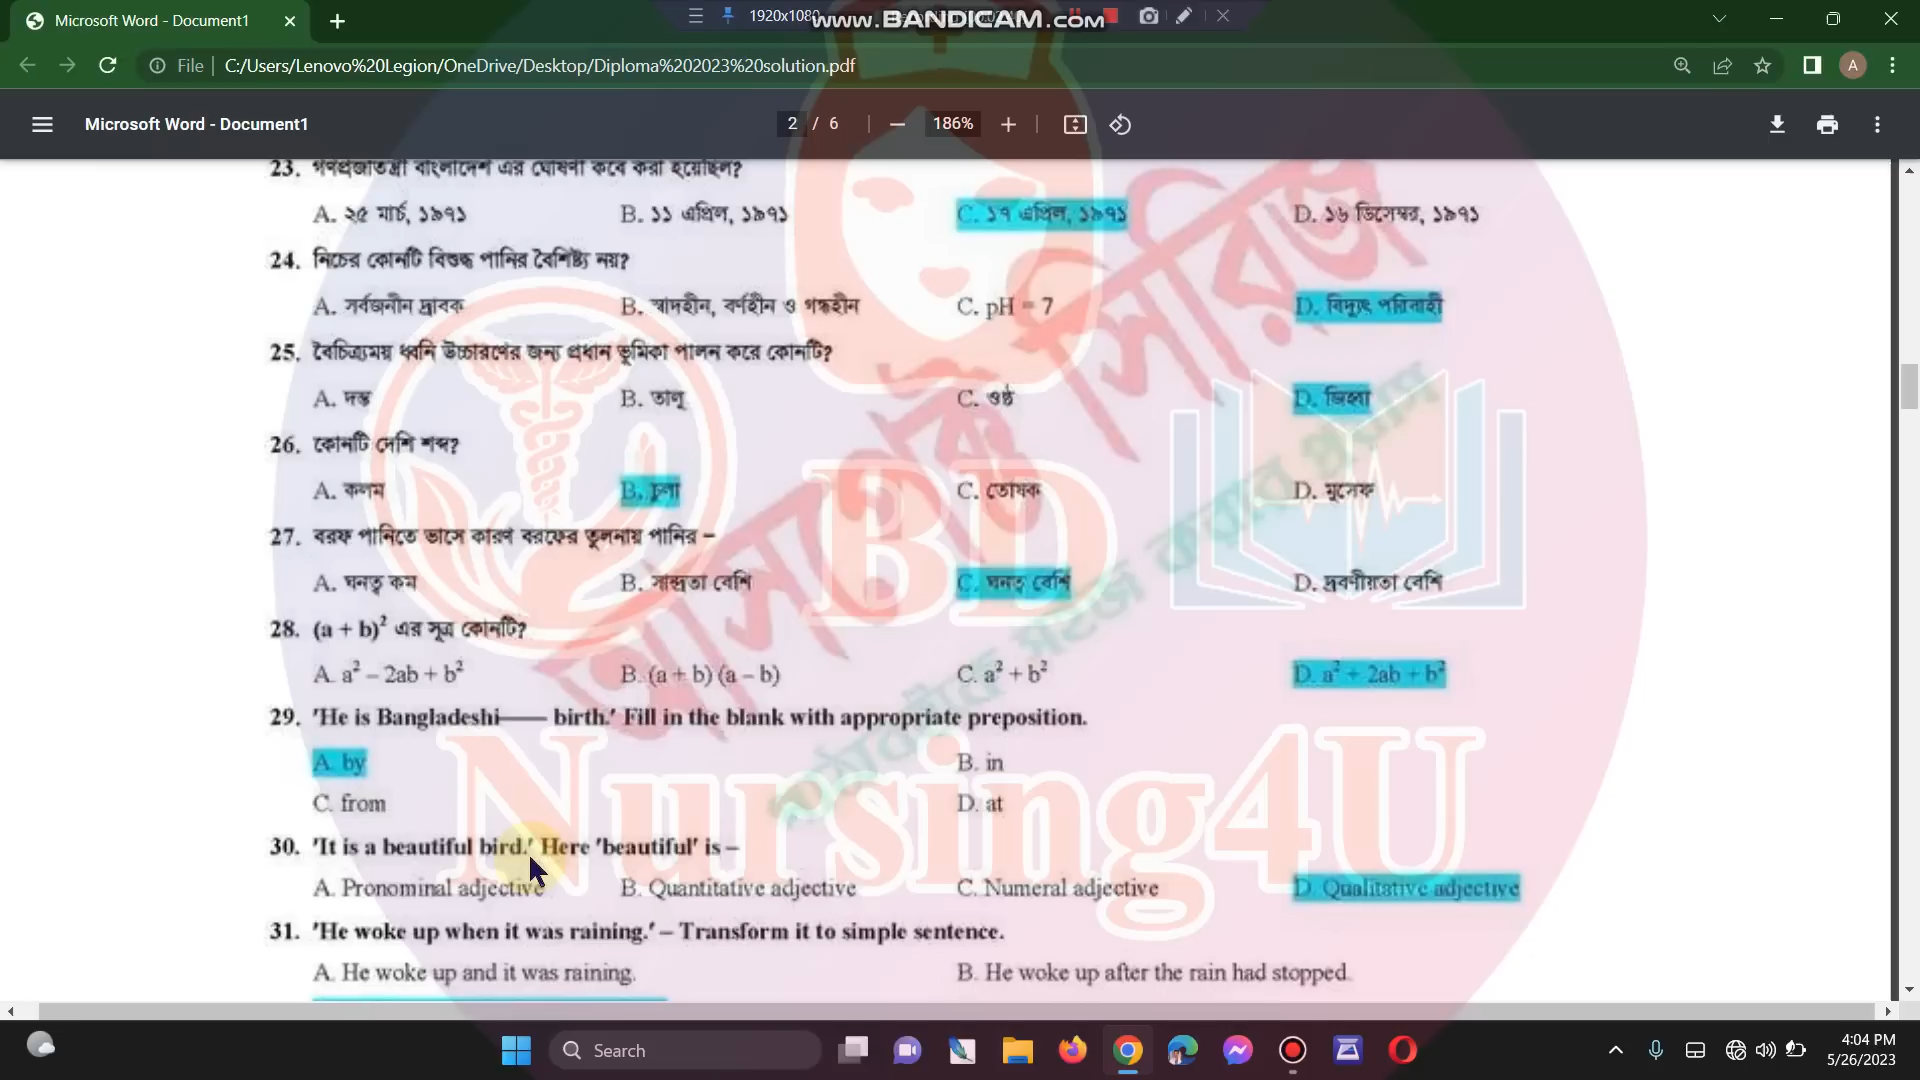 Microsoft Word - Document1
1920x1080
www.BANDICAM.com
File
C:/Users/Lenovo%20Legion/OneDrive/Desktop/Diploma%202023%20solution.pdf
A
Microsoft Word - Document1
2 / 6
186%
23. গণপ্রজাতন্ত্রী বাংলাদেশ এর ঘোষণা কবে করা হয়েছিল?
A. ২৫ মার্চ, ১৯৭১ B. ১১ এপ্রিল, ১৯৭১ C. ১৭ এপ্রিল, ১৯৭১ D. ১৬ ডিসেম্বর, ১৯৭১
24. নিচের কোনটি বিশুদ্ধ পানির বৈশিষ্ট্য নয়?
A. সর্বজনীন দ্রাবক B. স্বাদহীন, বর্ণহীন ও গন্ধহীন C. pH = 7 D. বিদ্যুৎ পরিবাহী
25. বৈচিত্র্যময় ধ্বনি উচ্চারণের জন্য প্রধান ভূমিকা পালন করে কোনটি?
A. দন্ত B. তালু C. ওষ্ঠ D. জিহ্বা
26. কোনটি দেশি শব্দ?
A. কলম B. চুলা C. তোষক D. মুন্সেফ
27. বরফ পানিতে ভাসে কারণ বরফের তুলনায় পানির –
A. ঘনত্ব কম B. সান্দ্রতা বেশি C. ঘনত্ব বেশি D. দ্রবণীয়তা বেশি
28. (a + b)² এর সূত্র কোনটি?
A. a² – 2ab + b² B. (a + b) (a – b) C. a² + b² D. a² + 2ab + b²
29. 'He is Bangladeshi—— birth.' Fill in the blank with appropriate preposition.
A. by B. in
C. from D. at
30. 'It is a beautiful bird.' Here 'beautiful' is –
A. Pronominal adjective B. Quantitative adjective C. Numeral adjective D. Qualitative adjective
31. 'He woke up when it was raining.' – Transform it to simple sentence.
A. He woke up and it was raining. B. He woke up after the rain had stopped.
BD
Nursing4U
আসপেক্ট সিরিজ
Search
4:04 PM
5/26/2023